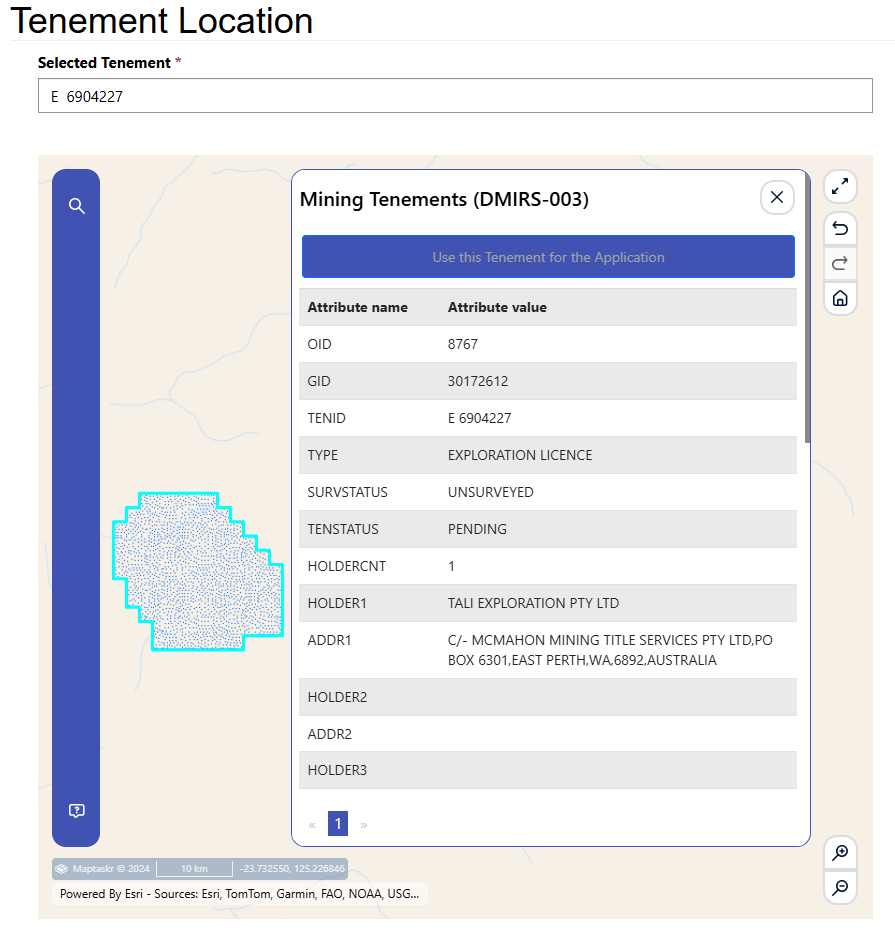 Tenement Location
Selected Tenement *
E 6904227
Mining Tenements (DMIRS-003)
Use this Tenement for the Application
Attribute name Attribute value
OID 8767
GID 30172612
TENID E 6904227
TYPE EXPLORATION LICENCE
SURVSTATUS UNSURVEYED
TENSTATUS PENDING
HOLDERCNT 1
HOLDER1 TALI EXPLORATION PTY LTD
ADDR1 C/- MCMAHON MINING TITLE SERVICES PTY LTD,PO
BOX 6301,EAST PERTH,WA,6892,AUSTRALIA
HOLDER2
ADDR2
HOLDER3
« 1 »
Maptaskr © 2024 10 km -23.732550, 125.226846
Powered By Esri - Sources: Esri, TomTom, Garmin, FAO, NOAA, USG...